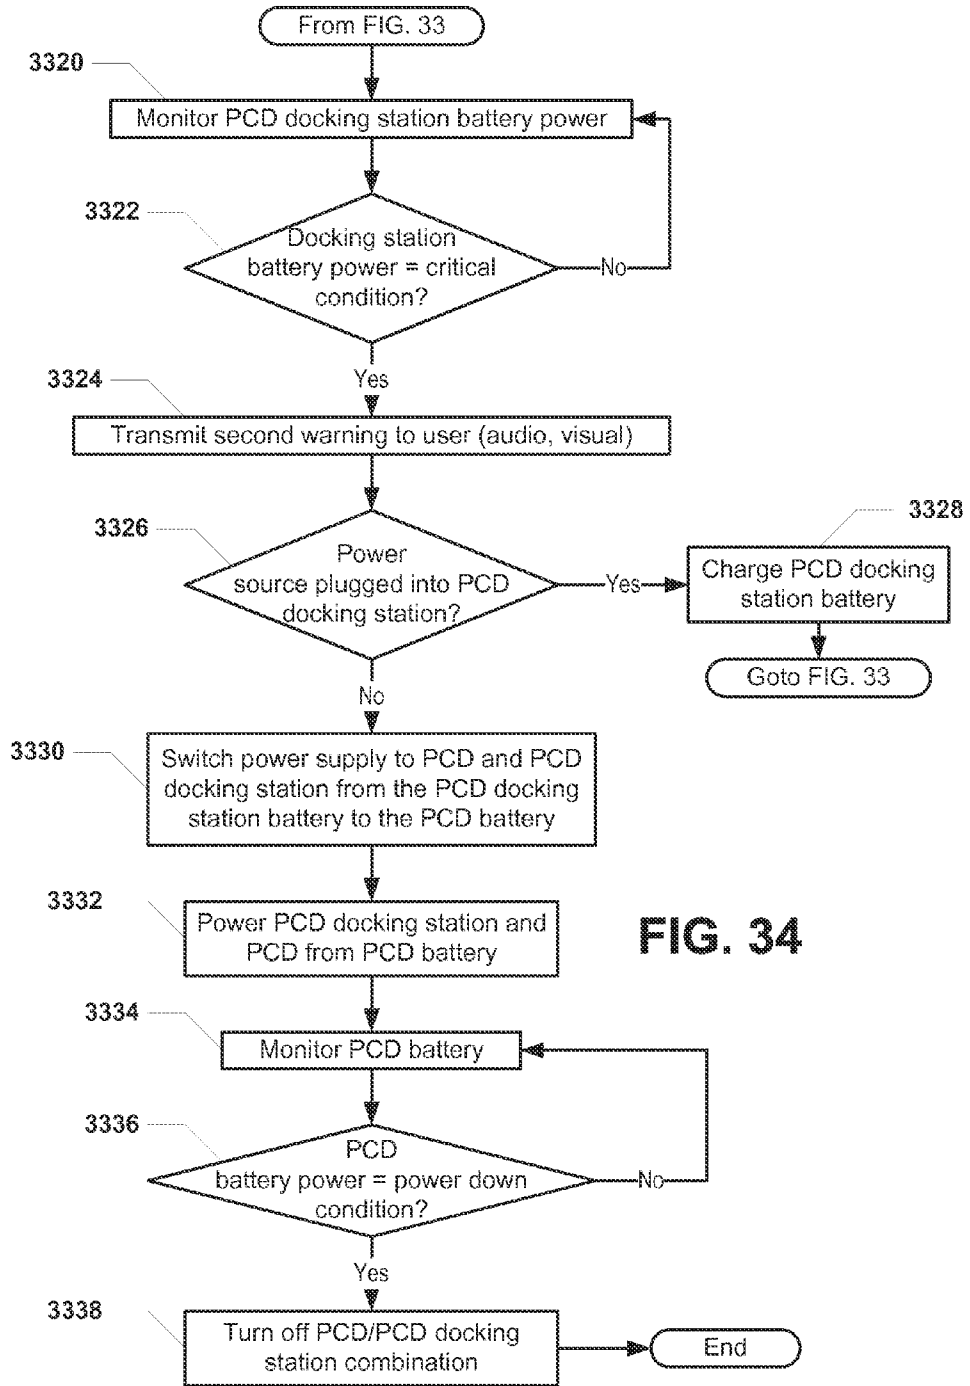 From FIG. 33
3320
Monitor PCD docking station battery power
3322
Docking station
battery power = critical
condition?
No
Yes
3324
Transmit second warning to user (audio, visual)
3326
Power
source plugged into PCD
docking station?
Yes
3328
Charge PCD docking
station battery
Goto FIG. 33
No
3330
Switch power supply to PCD and PCD
docking station from the PCD docking
station battery to the PCD battery
3332
Power PCD docking station and
PCD from PCD battery
FIG. 34
3334
Monitor PCD battery
3336
PCD
battery power = power down
condition?
No
Yes
3338
Turn off PCD/PCD docking
station combination
End